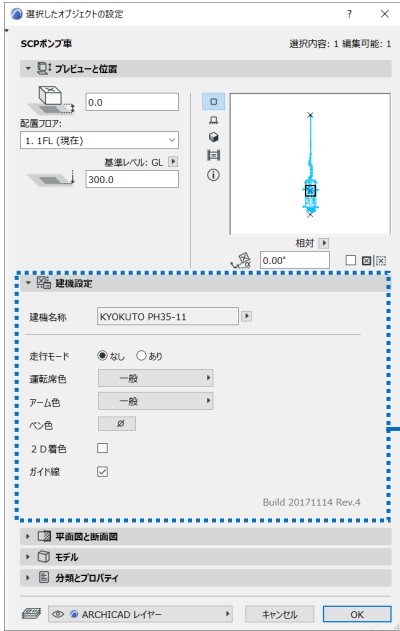 選択したオブジェクトの設定 ? ×
SCPポンプ車 選択内容: 1 編集可能: 1
プレビューと位置
0.0
配置フロア:
1. 1FL (現在)
基準レベル: GL
300.0
相対
0.00°
建機設定
建機名称 KYOKUTO PH35-11
走行モード なし あり
運転席色 一般
アーム色 一般
ペン色
2D着色
ガイド線
Build 20171114 Rev.4
平面図と断面図
モデル
分類とプロパティ
ARCHICAD レイヤー キャンセル OK